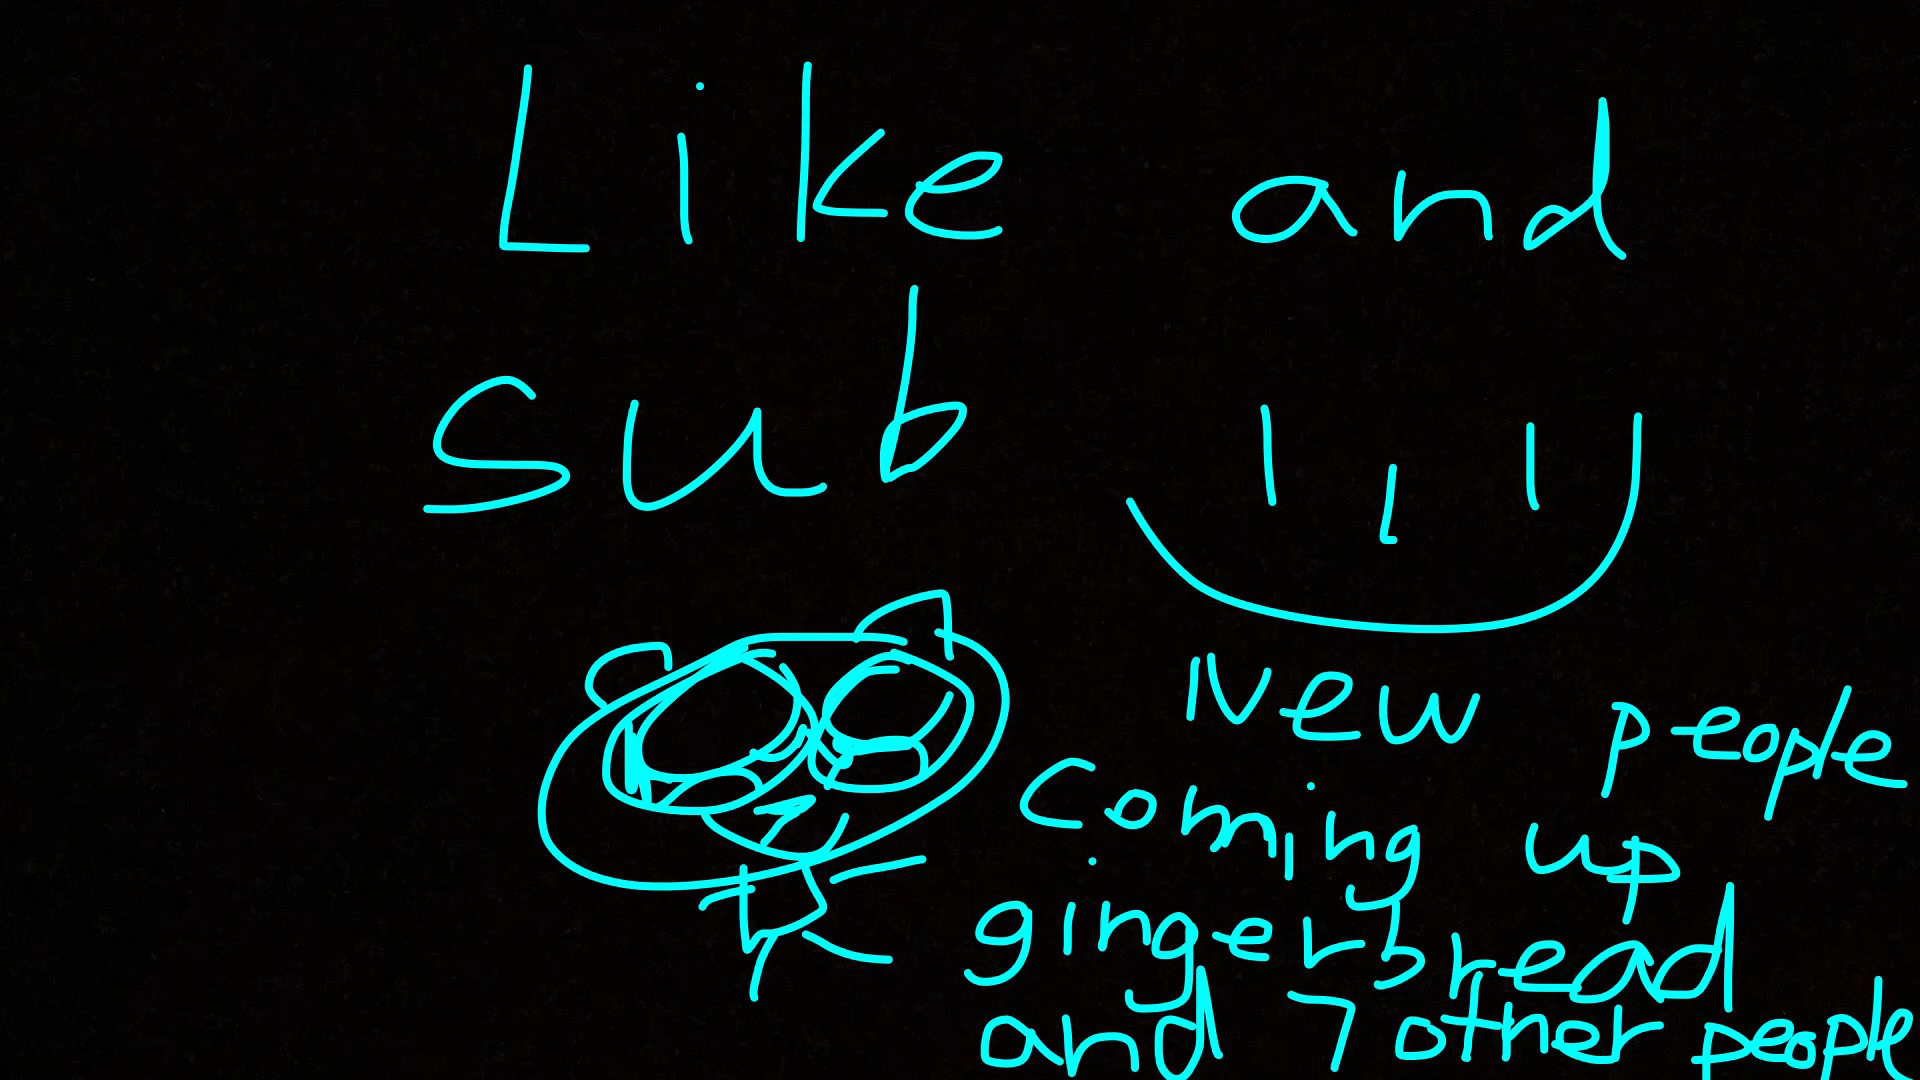 Like and
sub
New people
coming up
gingerbread
and 7 other people